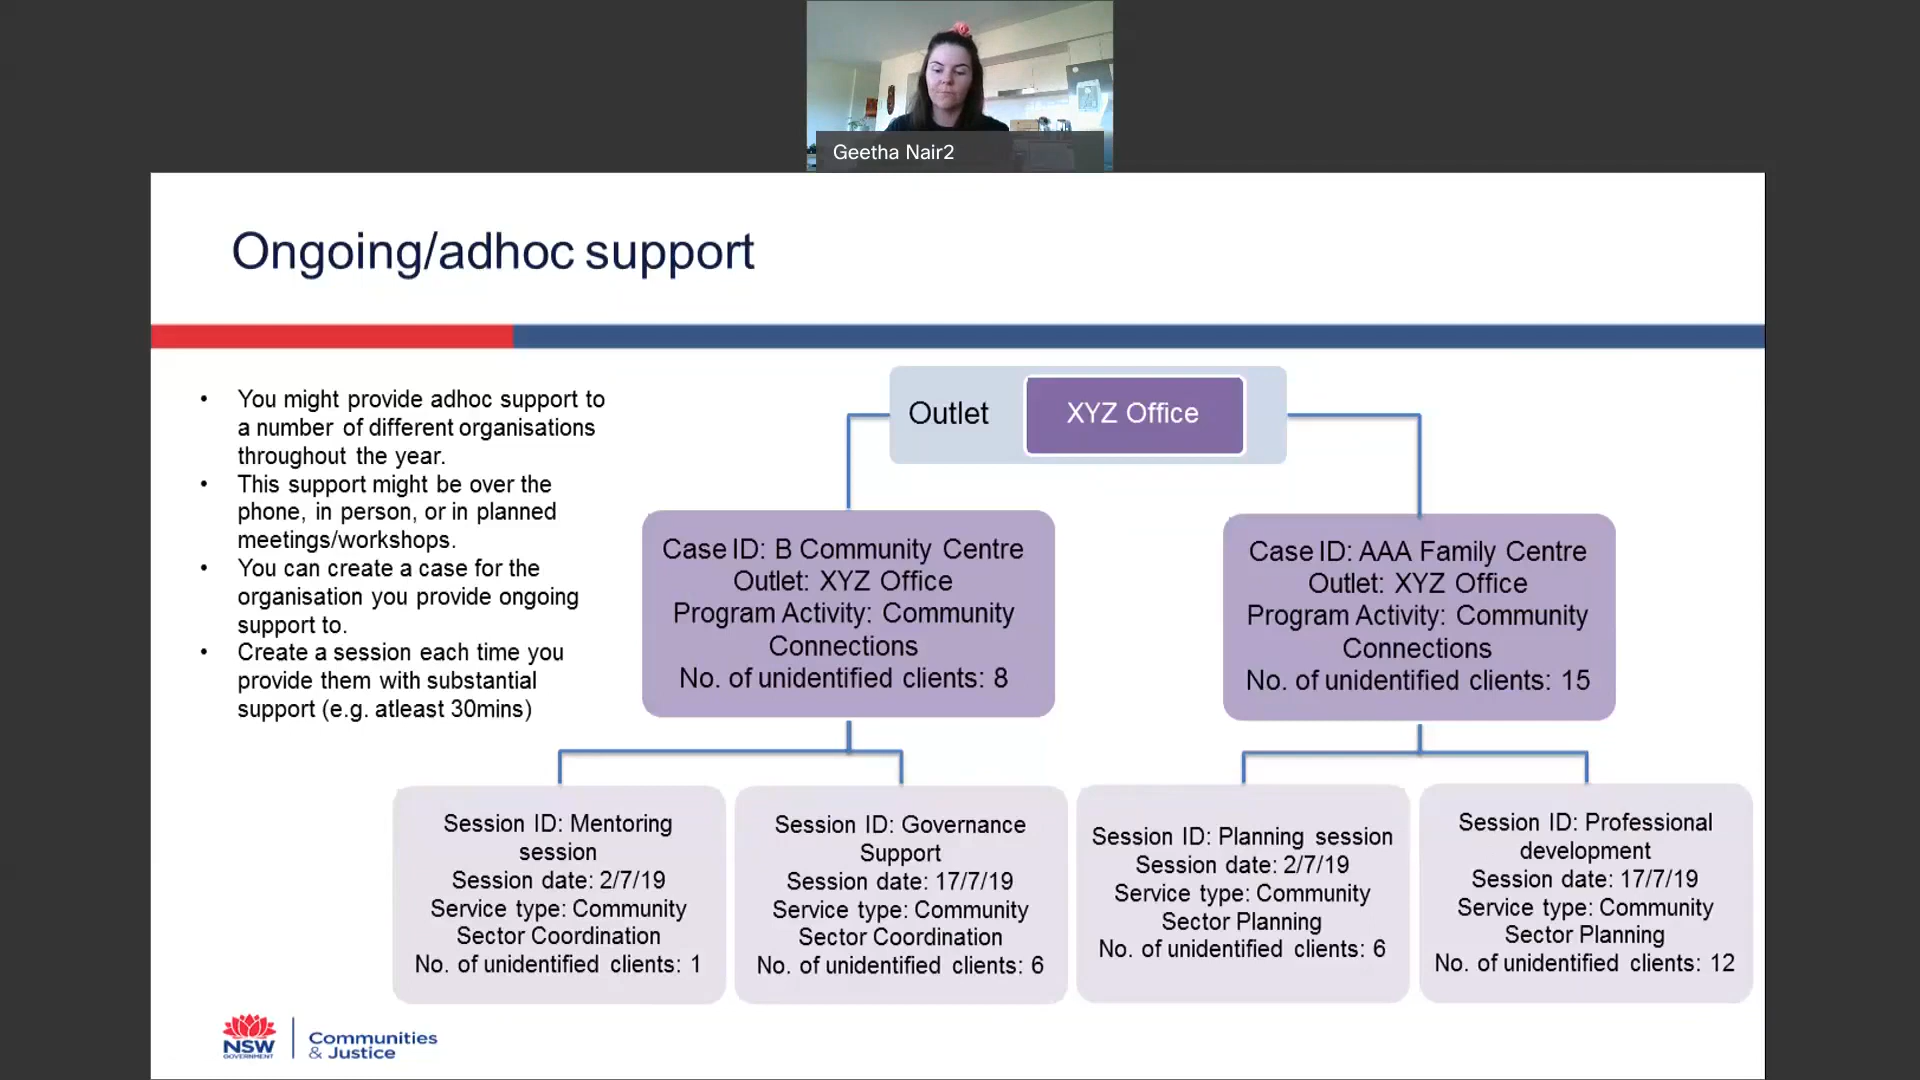 Geetha Nair2
Ongoing/adhoc support
• You might provide adhoc support to
a number of different organisations
throughout the year.
• This support might be over the
phone, in person, or in planned
meetings/workshops.
• You can create a case for the
organisation you provide ongoing
support to.
• Create a session each time you
provide them with substantial
support (e.g. atleast 30mins)
Outlet
XYZ Office
Case ID: B Community Centre
Outlet: XYZ Office
Program Activity: Community
Connections
No. of unidentified clients: 8
Case ID: AAA Family Centre
Outlet: XYZ Office
Program Activity: Community
Connections
No. of unidentified clients: 15
Session ID: Mentoring
session
Session date: 2/7/19
Service type: Community
Sector Coordination
No. of unidentified clients: 1
Session ID: Governance
Support
Session date: 17/7/19
Service type: Community
Sector Coordination
No. of unidentified clients: 6
Session ID: Planning session
Session date: 2/7/19
Service type: Community
Sector Planning
No. of unidentified clients: 6
Session ID: Professional
development
Session date: 17/7/19
Service type: Community
Sector Planning
No. of unidentified clients: 12
NSW
GOVERNMENT
Communities
& Justice